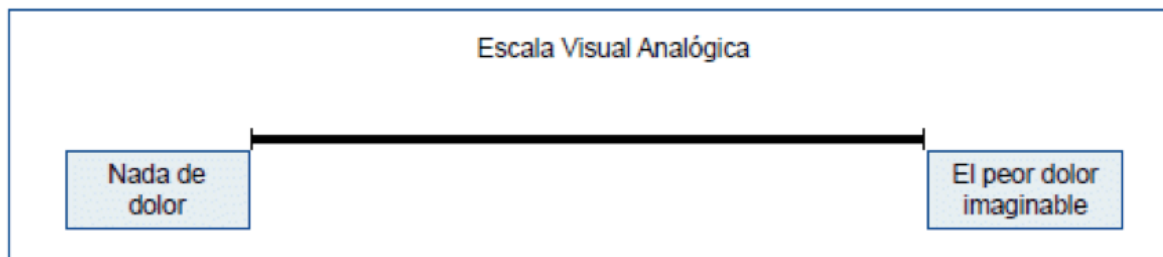 Escala Visual Analógica
Nada de
dolor
El peor dolor
imaginable